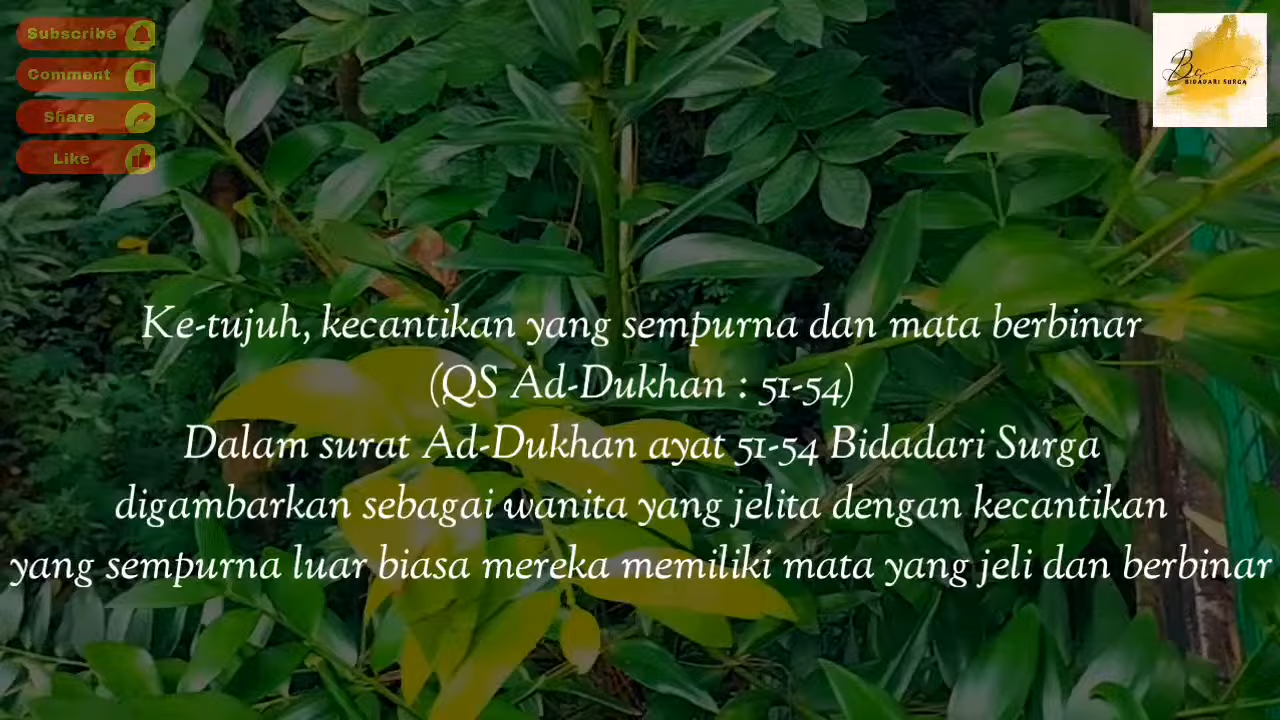 Subscribe
Comment
Share
Like
Bs
BIDADARI SURGA
Ke-tujuh, kecantikan yang sempurna dan mata berbinar
(QS Ad-Dukhan : 51-54)
Dalam surat Ad-Dukhan ayat 51-54 Bidadari Surga
digambarkan sebagai wanita yang jelita dengan kecantikan
yang sempurna luar biasa mereka memiliki mata yang jeli dan berbinar